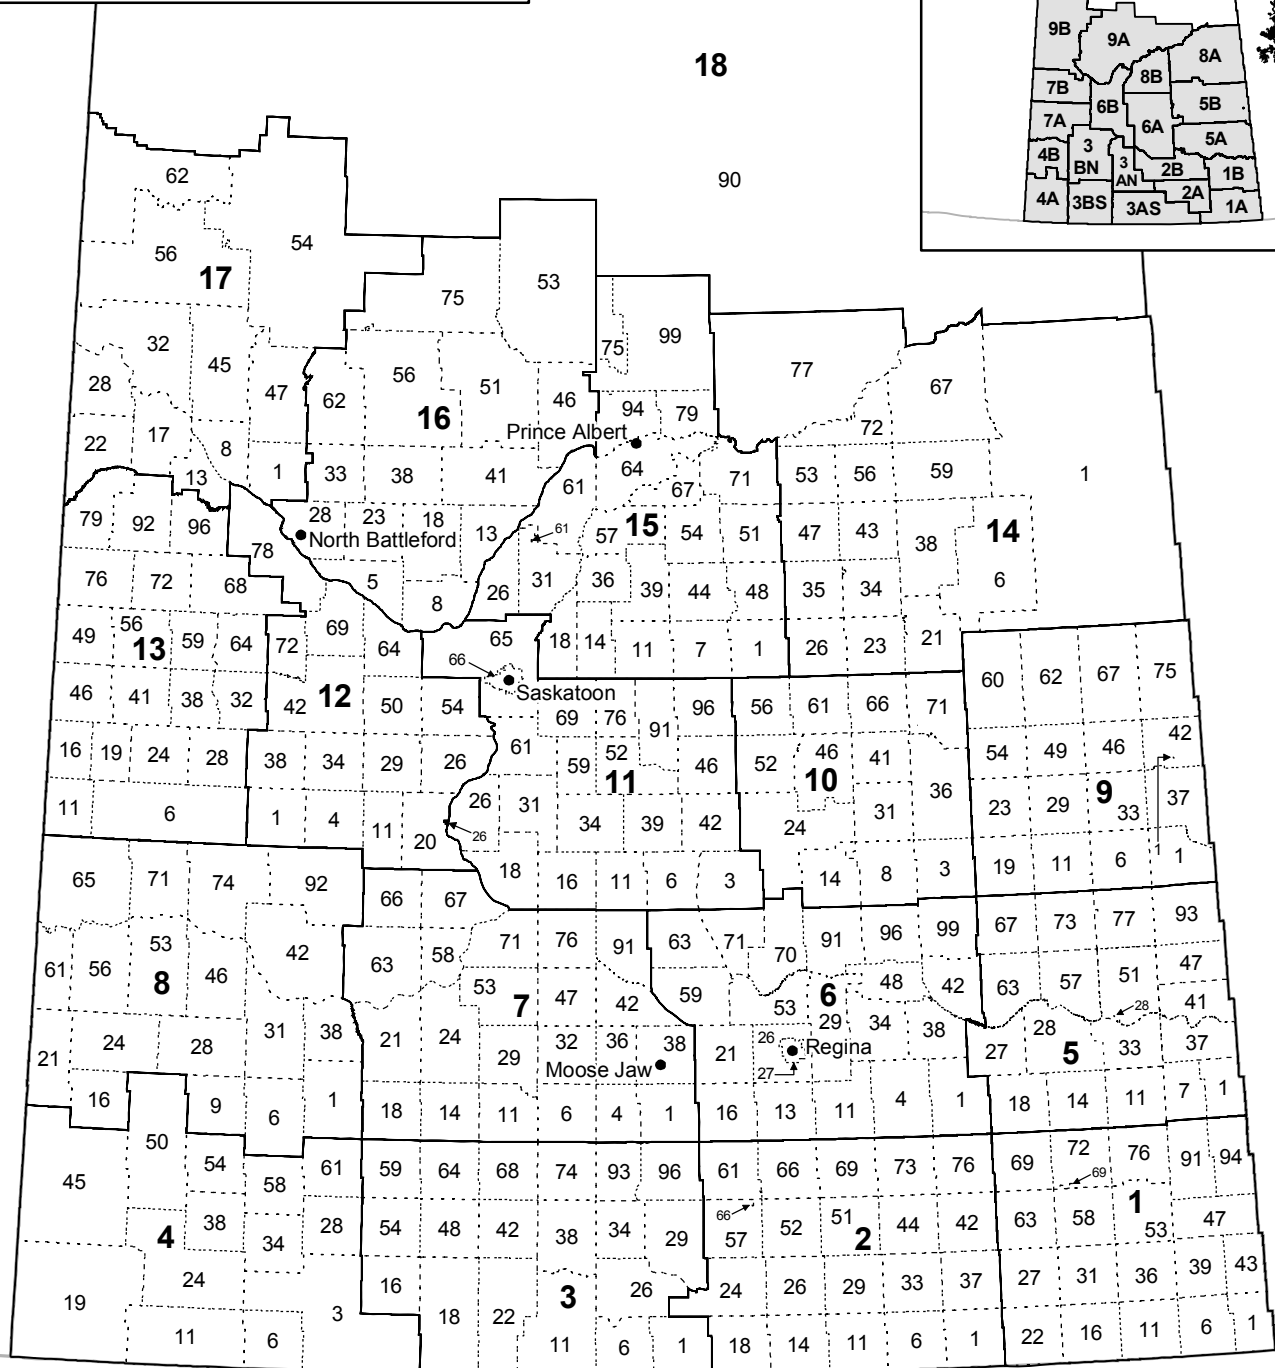 9B 9A 8A
8B
7B
6B 5B
7A 6A
5A
4B 3 BN 3 AN 2B 1B
4A 3BS 3AS 2A 1A
18
90
62
54
56
17
53
75
99
75
32
45
77
67
28
47
56
51
62
46
16
94 79
72
22 17 8
Prince Albert
1 33 38 41
13
61 64 67 71
53 56 59
1
79 92 96
28 23 18 13
61
57 15 54 51
47 43 38
14
78
North Battleford
76 72 68
5
8
26 31 36 39 44 48
35 34
6
49 56 59 64
13
72 69 64
65
18 14 11 7 1
26 23 21
66
Saskatoon
60 62 67 75
46 41 38 32
42 12 50 54
69 76 91 96
56 61 66 71
16 19 24 28
38 34 29 26
61 59 52 46
11
52 46 41
10
36
54 49 46 42
11 6
1 4 11 20
26
26 31 34 39 42
24 31
23 29 9 33 37
65 71 74 92
66 67
18 16 11 6 3
14 8 3
19 11 6 1
61 56 53 46 42
8
63 58 71 76 91
63 71 70 91 96 99
67 73 77 93
53 7 47 42
59 53 6 48 42
63 57 51 47
28
41
21 24 28 31 38
21 24 29 32 36 38
Moose Jaw
21 26 29 34 38
Regina
27
27 28 5 33 37
16 9 6 1
18 14 11 6 4 1
16 13 11 4 1
18 14 11 7 1
50
45 54 58 61
59 64 68 74 93 96
61 66 69 73 76
69 72 76 91 94
69
4 38 34 28
54 48 42 38 34 29
66
57 52 51 2 44 42
63 58 1 53 47
19 24 3
16 26
3
24 26 29 33 37
27 31 36 39 43
11 6
18 22 11 6 1
18 14 11 6 1
22 16 11 6 1